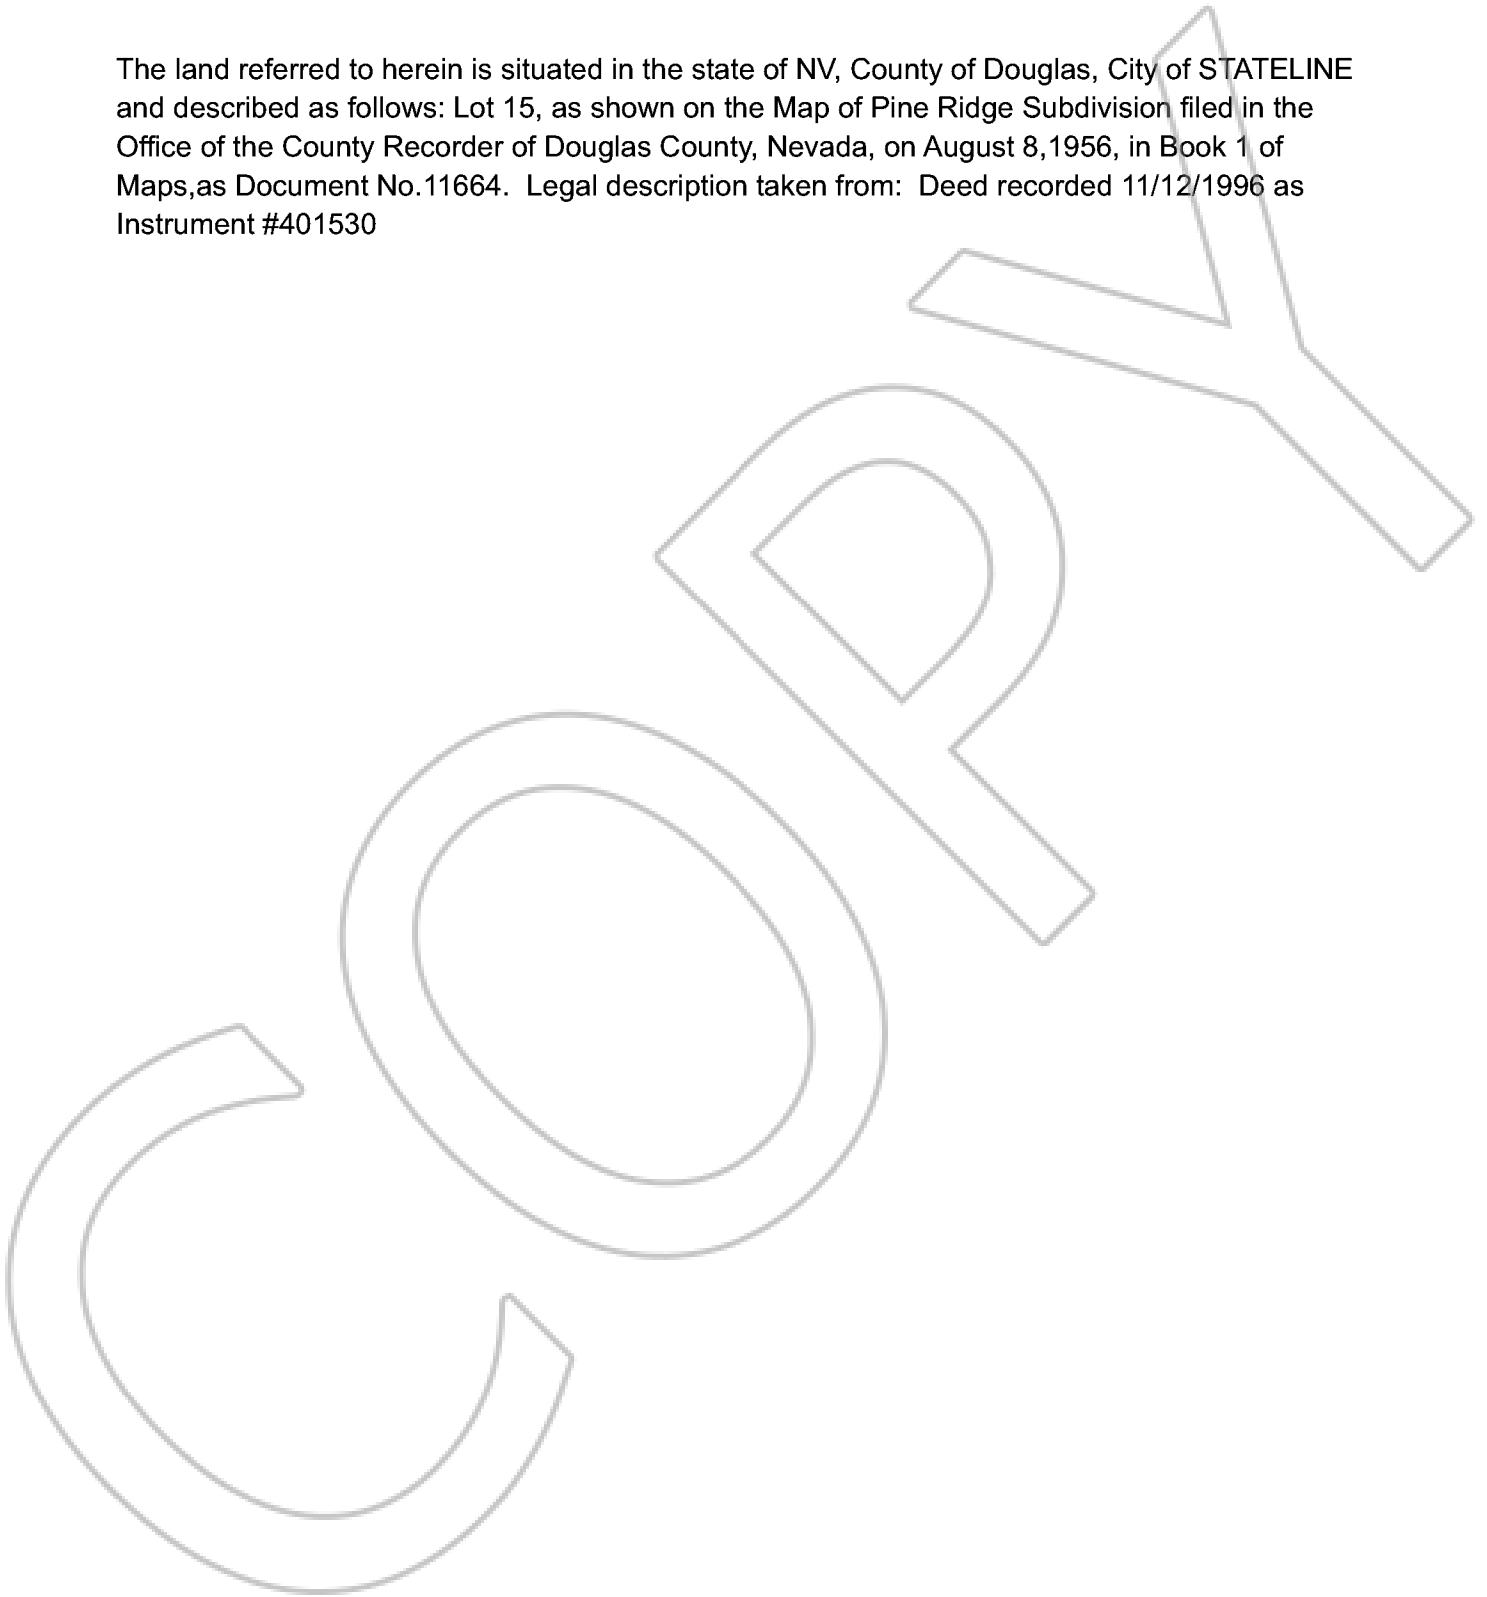 The land referred to herein is situated in the state of NV, County of Douglas, City of STATELINE
and described as follows: Lot 15, as shown on the Map of Pine Ridge Subdivision filed in the
Office of the County Recorder of Douglas County, Nevada, on August 8,1956, in Book 1 of
Maps,as Document No.11664.  Legal description taken from:  Deed recorded 11/12/1996 as
Instrument #401530
COPY